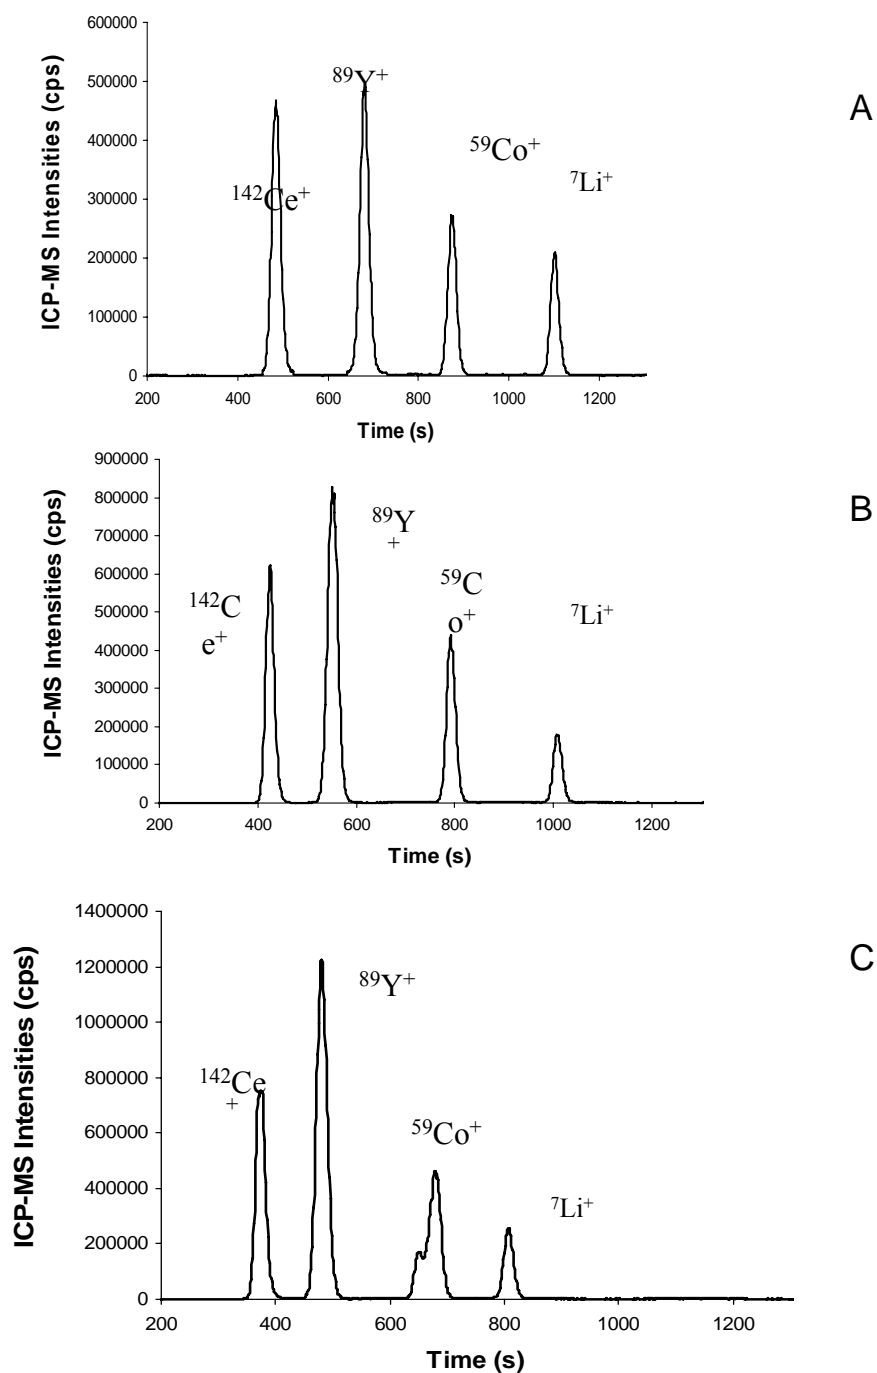 600000
500000
400000
300000
200000
100000
0
ICP-MS Intensities (cps)
⁸⁹Y⁺
¹⁴²Ce⁺
⁵⁹Co⁺
⁷Li⁺
A
200 400 600 800 1000 1200
Time (s)
900000
800000
700000
600000
500000
400000
300000
200000
100000
0
ICP-MS Intensities (cps)
¹⁴²C
e⁺
⁸⁹Y
+
⁵⁹C
o⁺
⁷Li⁺
B
200 400 600 800 1000 1200
Time (s)
1400000
1200000
1000000
800000
600000
400000
200000
0
ICP-MS Intensities (cps)
¹⁴²Ce
+
⁸⁹Y⁺
⁵⁹Co⁺
⁷Li⁺
C
200 400 600 800 1000 1200
Time (s)